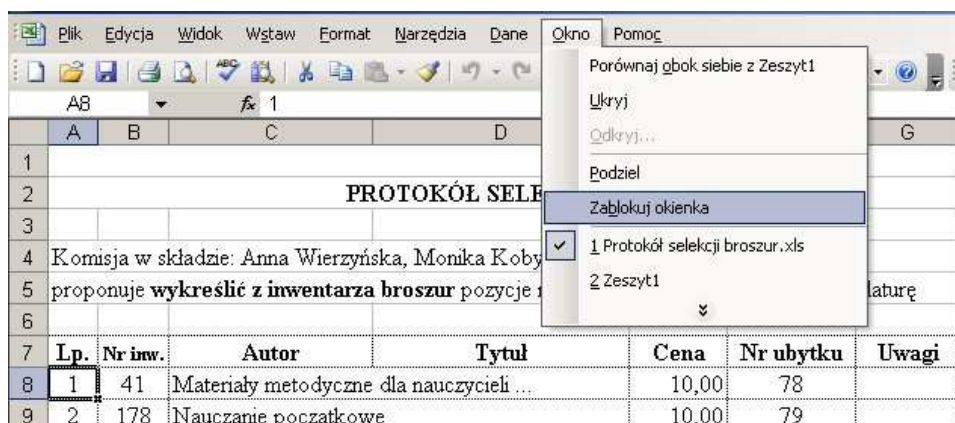 Plik Edycja Widok Wstaw Format Narzędzia Dane Okno Pomoc
Porównaj obok siebie z Zeszyt1
Ukryj
Odkryj...
Podziel
Zablokuj okienka
1 Protokół selekcji broszur.xls
2 Zeszyt1
A8 fx 1
A B C D G
1
2 PROTOKÓŁ
3
4 Komisja w składzie: Anna Wierzyńska, Monika
5 proponuje wykreślić z inwentarza broszur pozycje
6
7 Lp. Nr inw. Autor Tytuł Cena Nr ubytku Uwagi
8 1 41 Materiały metodyczne dla nauczycieli ... 10,00 78
9 2 178 Nauczanie początkowe 10,00 79